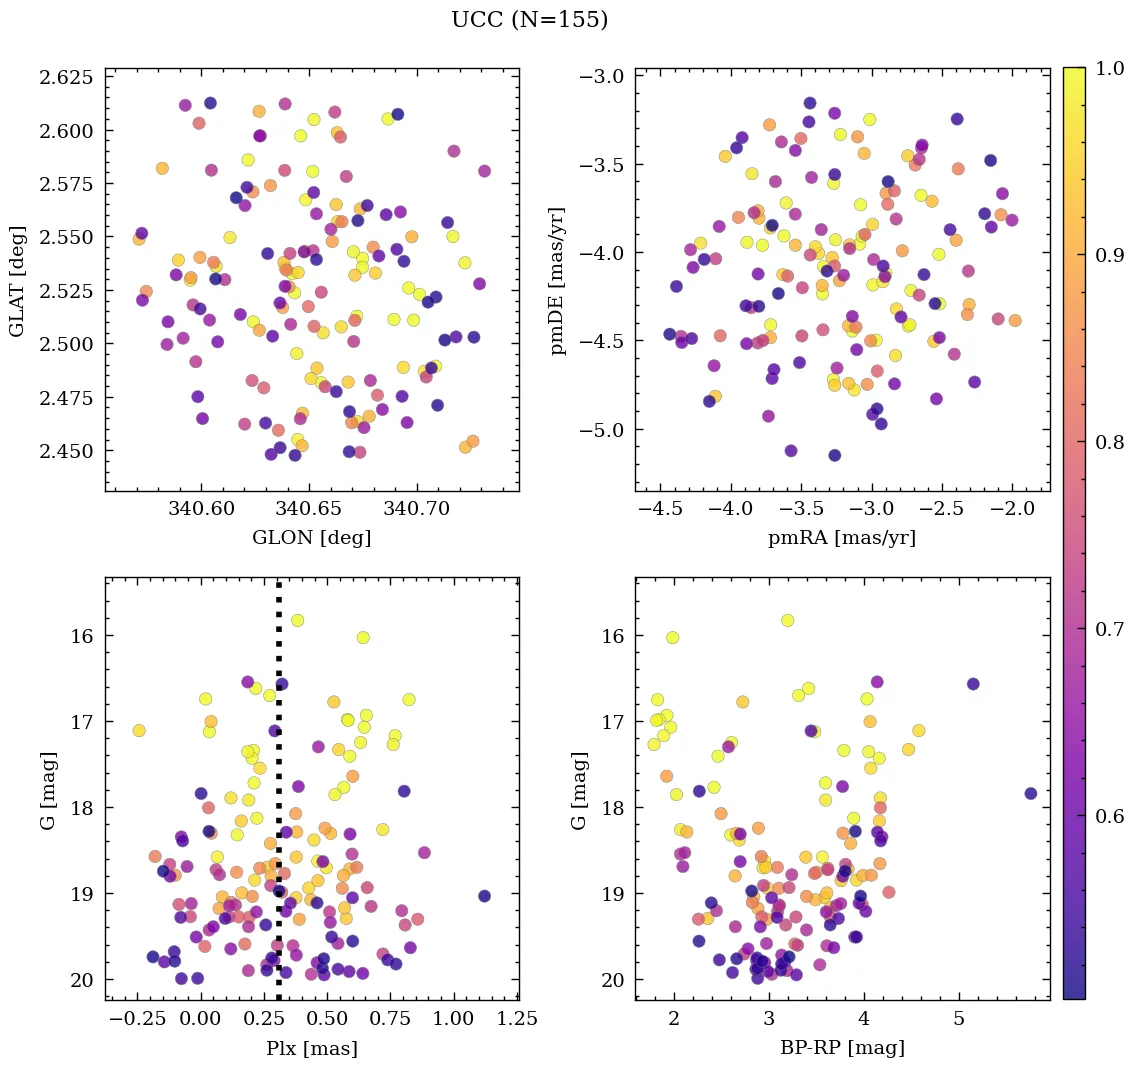 UCC (N=155)
2.625
2.600
2.575
2.550
2.525
2.500
2.475
2.450
GLAT [deg]
340.60 340.65 340.70
GLON [deg]
−3.0
−3.5
−4.0
−4.5
−5.0
pmDE [mas/yr]
−4.5 −4.0 −3.5 −3.0 −2.5 −2.0
pmRA [mas/yr]
1.0
0.9
0.8
0.7
0.6
16
17
18
19
20
G [mag]
−0.25 0.00 0.25 0.50 0.75 1.00 1.25
Plx [mas]
16
17
18
19
20
G [mag]
2 3 4 5
BP-RP [mag]